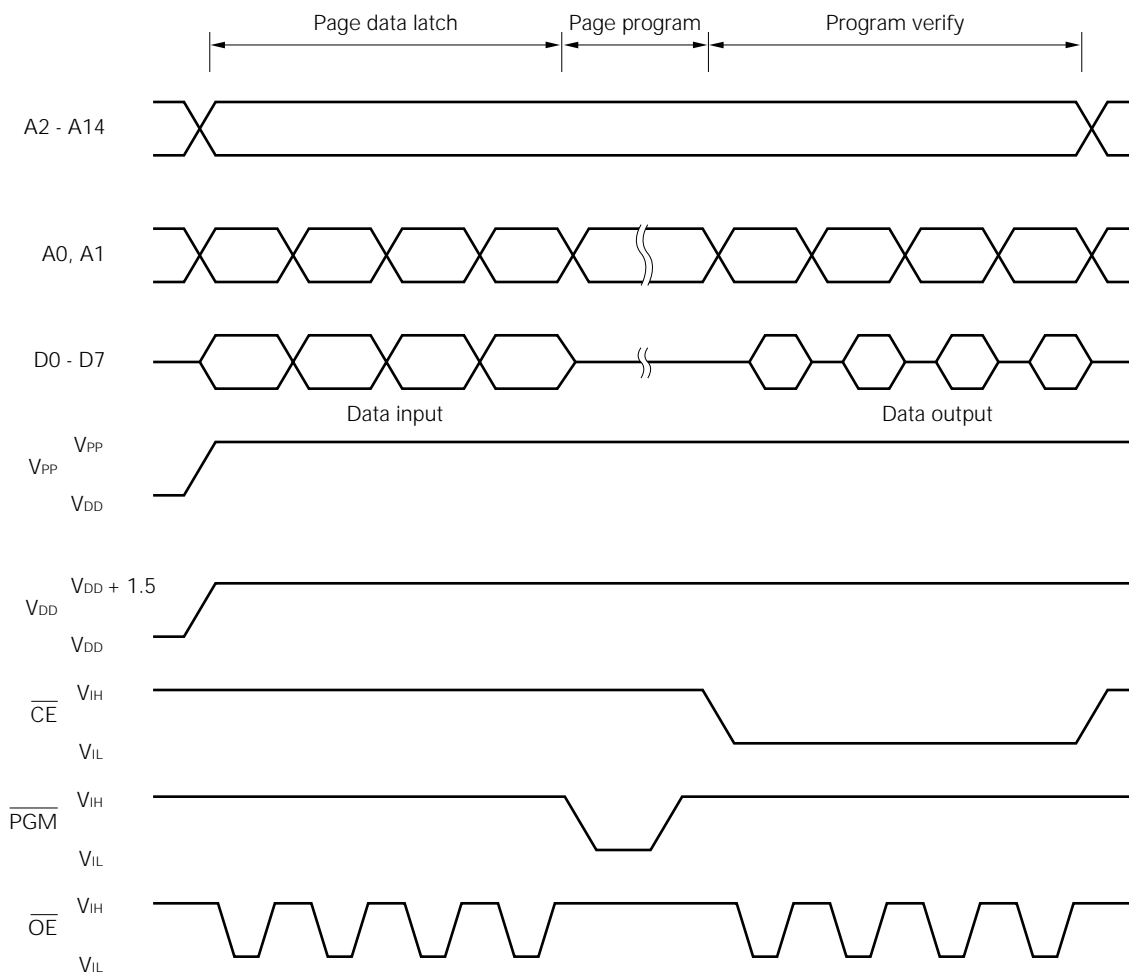 Page data latch Page program Program verify
A2 - A14
A0, A1
D0 - D7
Data input Data output
VPP
VPP
VDD
VDD + 1.5
VDD
VDD
VIH
CE
VIL
VIH
PGM
VIL
VIH
OE
VIL